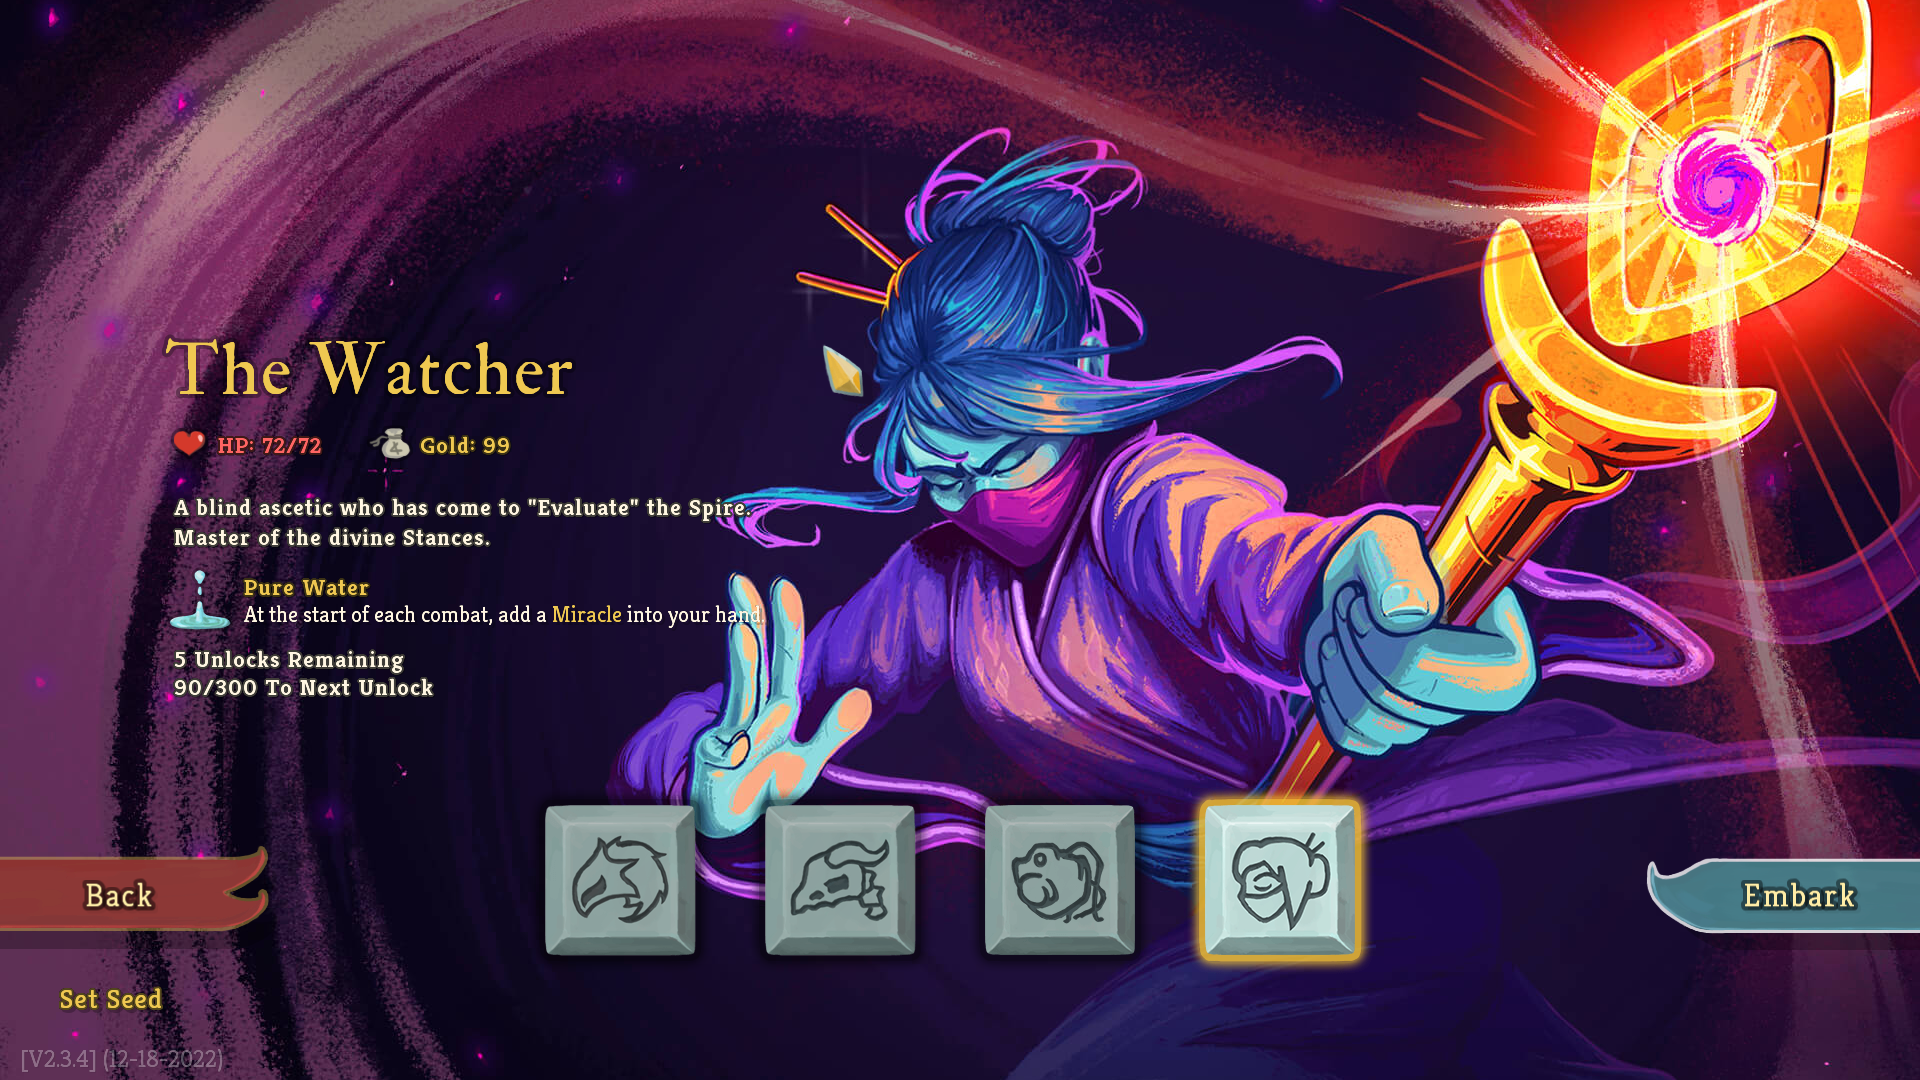 The Watcher
HP: 72/72 Gold: 99
A blind ascetic who has come to "Evaluate" the Spire.
Master of the divine Stances.
Pure Water
At the start of each combat, add a Miracle into your hand.
5 Unlocks Remaining
90/300 To Next Unlock
Back
Embark
Set Seed
[V2.3.4] (12-18-2022)